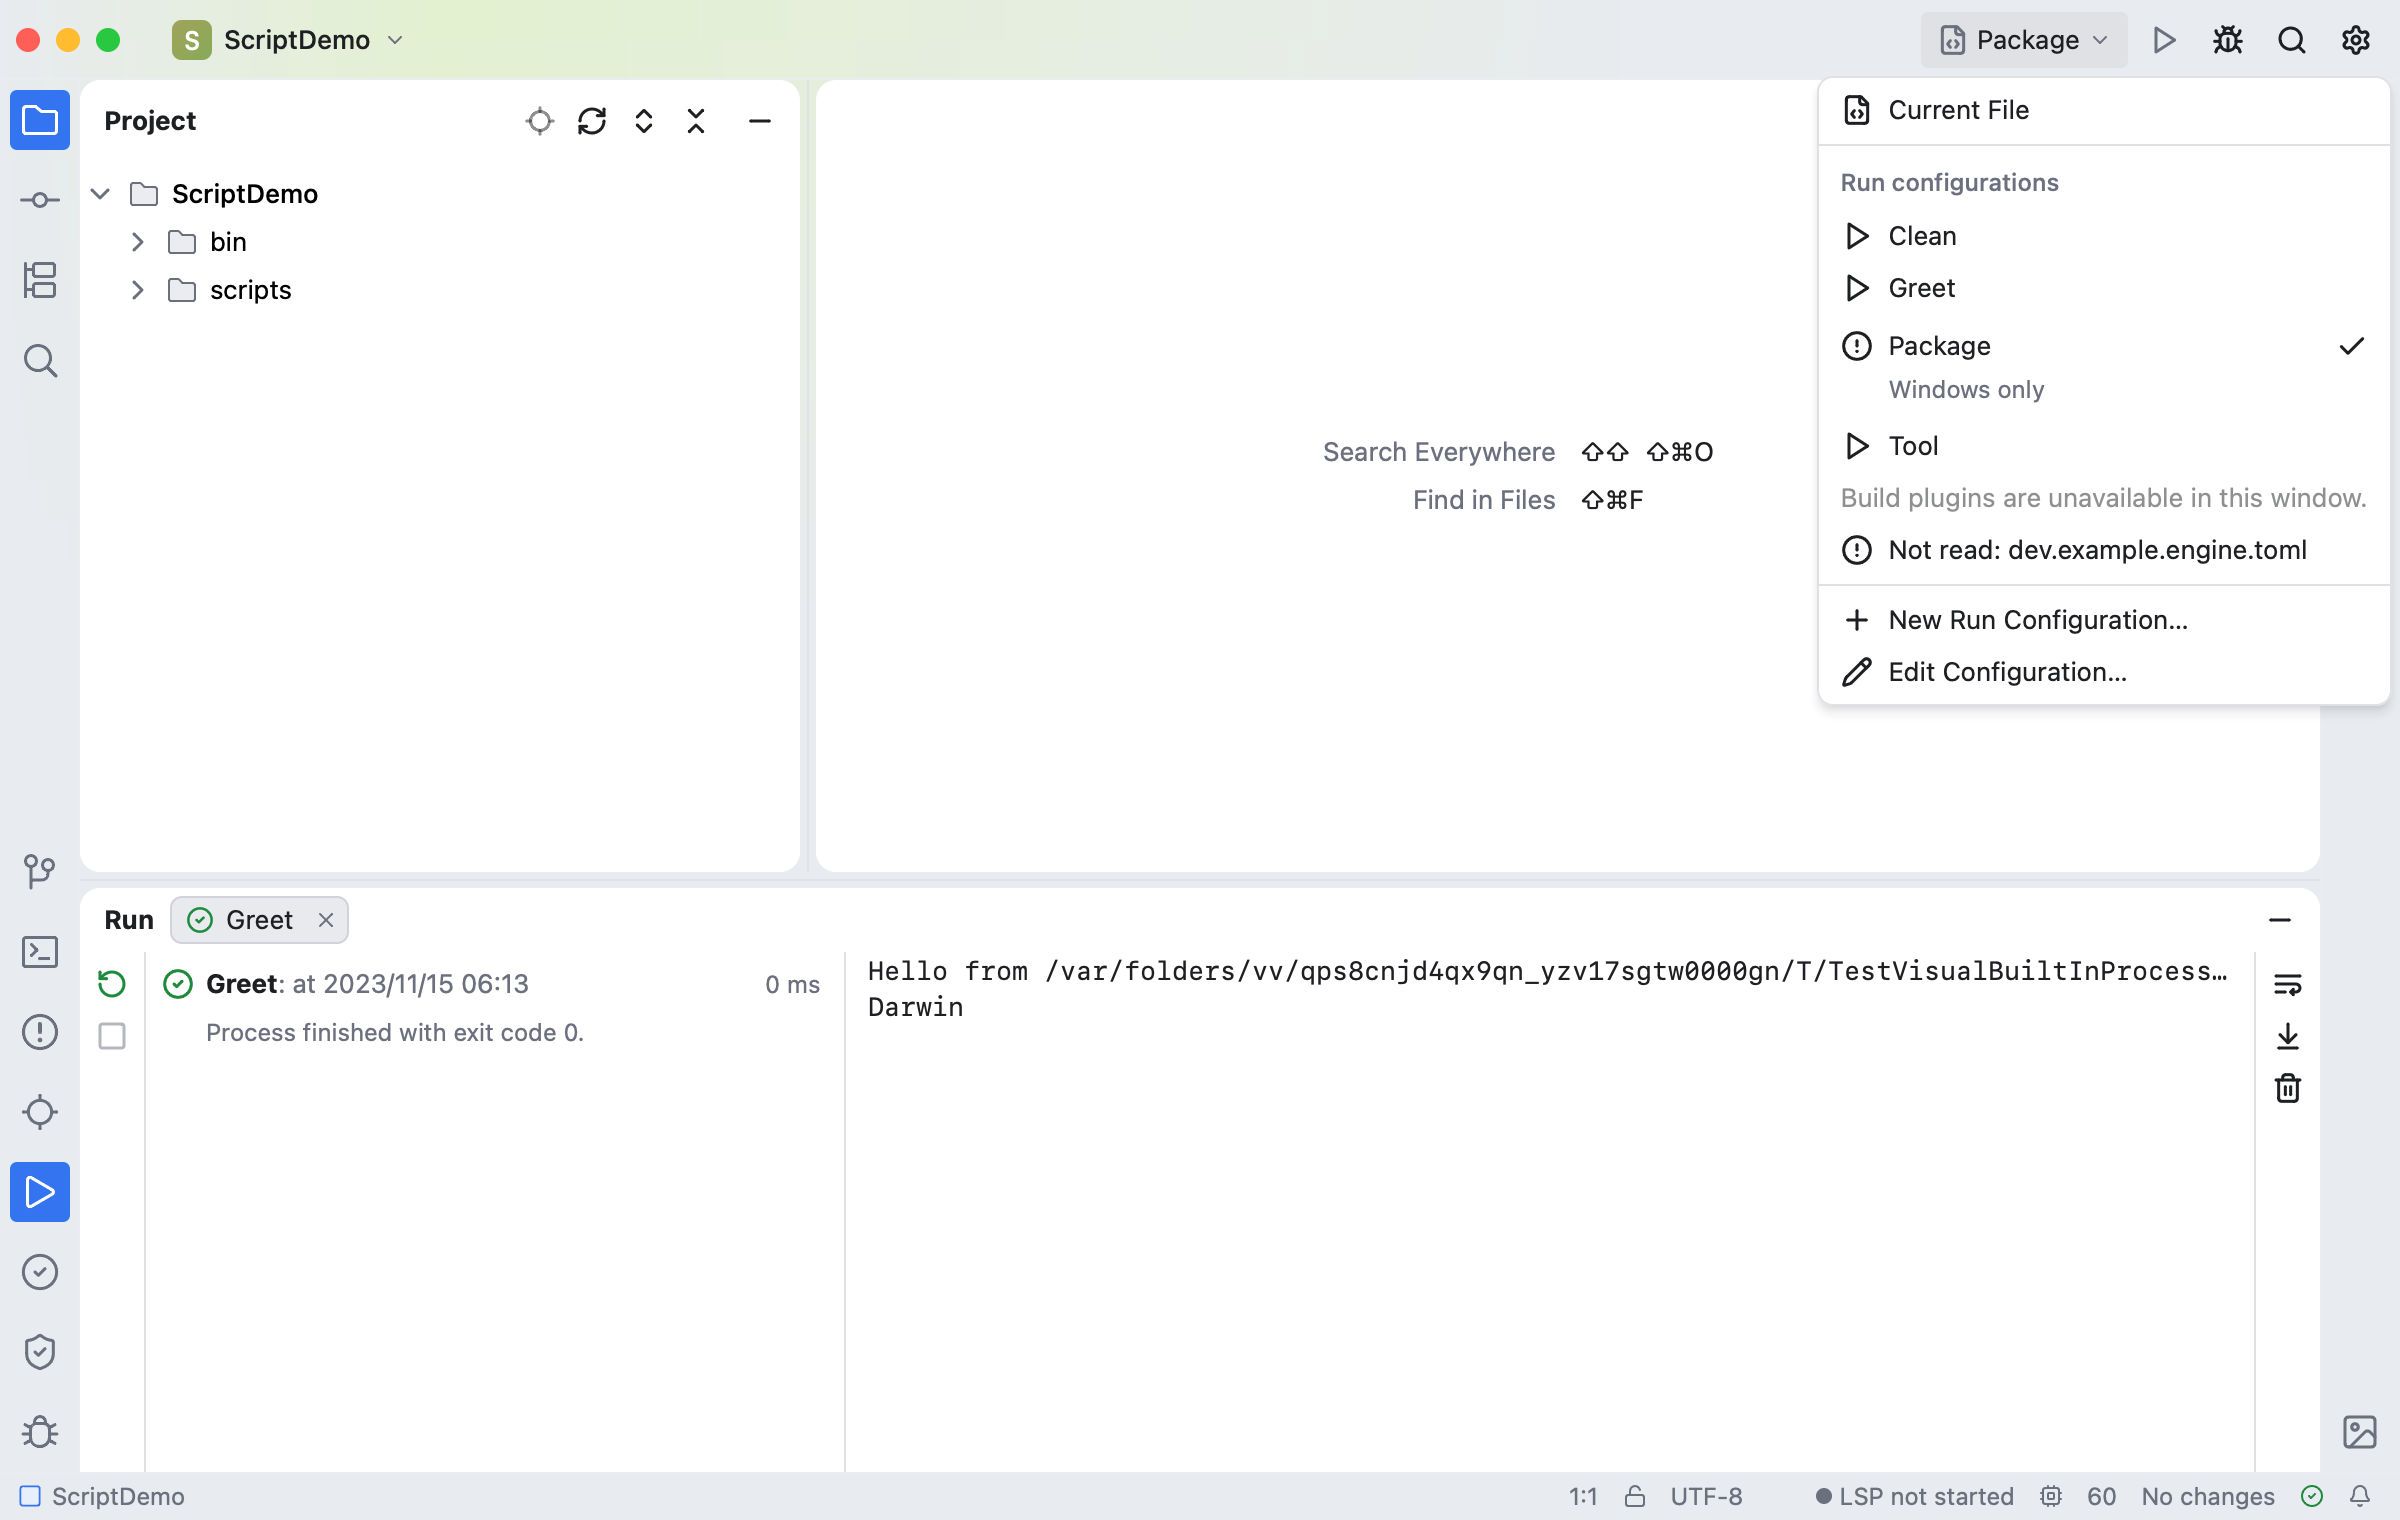 S ScriptDemo
Package
Project
ScriptDemo
bin
scripts
Search Everywhere ⇧⇧ ⇧⌘O
Find in Files ⇧⌘F
Current File
Run configurations
Clean
Greet
Package
Windows only
Tool
Build plugins are unavailable in this window.
Not read: dev.example.engine.toml
New Run Configuration...
Edit Configuration...
Run Greet
Greet: at 2023/11/15 06:13 0 ms
Process finished with exit code 0.
Hello from /var/folders/vv/qps8cnjd4qx9qn_yzv17sgtw0000gn/T/TestVisualBuiltInProcess…
Darwin
ScriptDemo
1:1 UTF-8 LSP not started 60 No changes